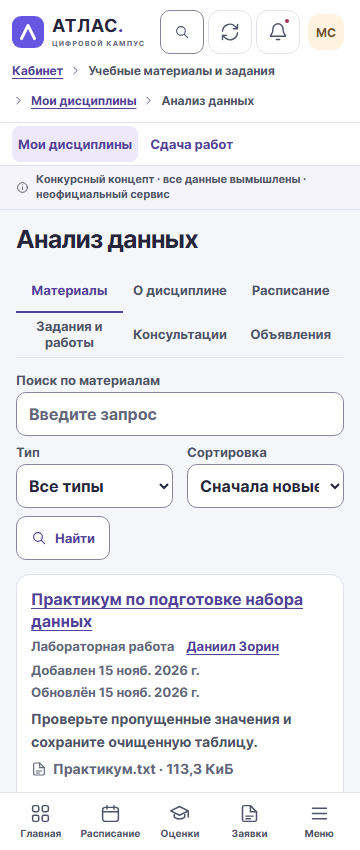 АТЛАС.
ЦИФРОВОЙ КАМПУС
МС
Кабинет
Учебные материалы и задания
Мои дисциплины
Анализ данных
Мои дисциплины
Сдача работ
Конкурсный концепт · все данные вымышлены ·
неофициальный сервис
Анализ данных
Материалы
О дисциплине
Расписание
Задания и
работы
Консультации
Объявления
Поиск по материалам
Введите запрос
Тип
Сортировка
Все типы
Сначала новые
Найти
Практикум по подготовке набора
данных
Лабораторная работа
Даниил Зорин
Добавлен 15 нояб. 2026 г.
Обновлён 15 нояб. 2026 г.
Проверьте пропущенные значения и
сохраните очищенную таблицу.
Практикум.txt · 113,3 КиБ
Главная
Расписание
Оценки
Заявки
Меню